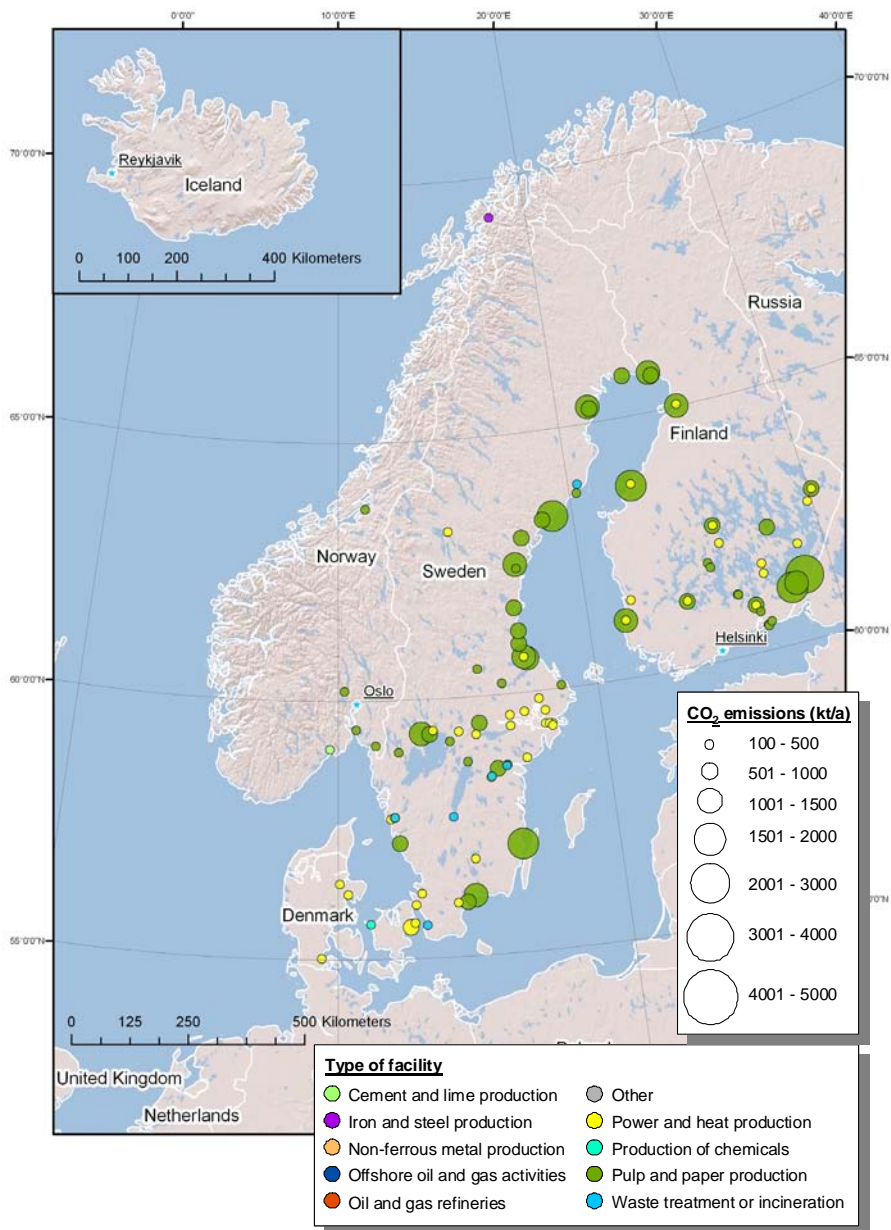 0°0'0"
10°0'0"E
20°0'0"E
30°0'0"E
40°0'0"E
70°0'0"N
70°0'0"N
Reykjavik
Iceland
0 100 200 400 Kilometers
Russia
65°0'0"N
65°0'0"N
Finland
Norway
Sweden
60°0'0"N
60°0'0"N
Helsinki
Oslo
Denmark
55°0'0"N
0 125 250 500 Kilometers
United Kingdom
Netherlands
CO2 emissions (kt/a)
100 - 500
501 - 1000
1001 - 1500
1501 - 2000
2001 - 3000
3001 - 4000
4001 - 5000
Type of facility
Cement and lime production
Iron and steel production
Non-ferrous metal production
Offshore oil and gas activities
Oil and gas refineries
Other
Power and heat production
Production of chemicals
Pulp and paper production
Waste treatment or incineration